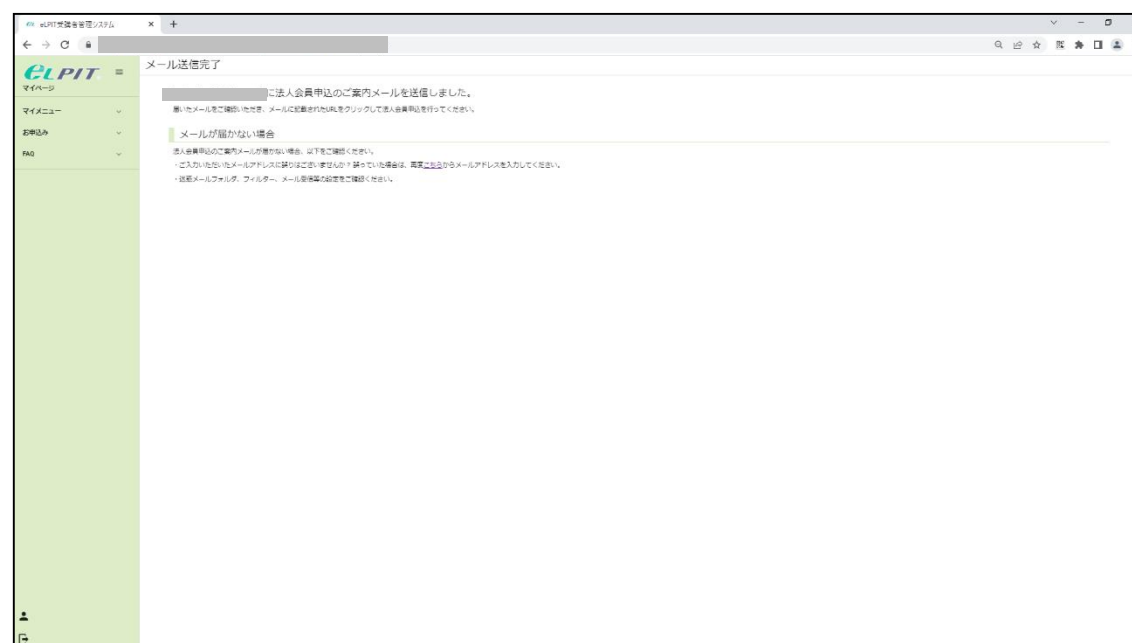 eLPIT受講者管理システム
メール送信完了
eLPIT
マイページ
に法人会員申込のご案内メールを送信しました。
届いたメールをご確認いただき、メールに記載されたURLをクリックして法人会員申込を行ってください。
マイメニュー
お申込み
FAQ
メールが届かない場合
法人会員申込のご案内メールが届かない場合、以下をご確認ください。
・ご入力いただいたメールアドレスに誤りはございませんか？誤っていた場合は、再度こちらからメールアドレスを入力してください。
・迷惑メールフォルダ、フィルター、メール受信等の設定をご確認ください。